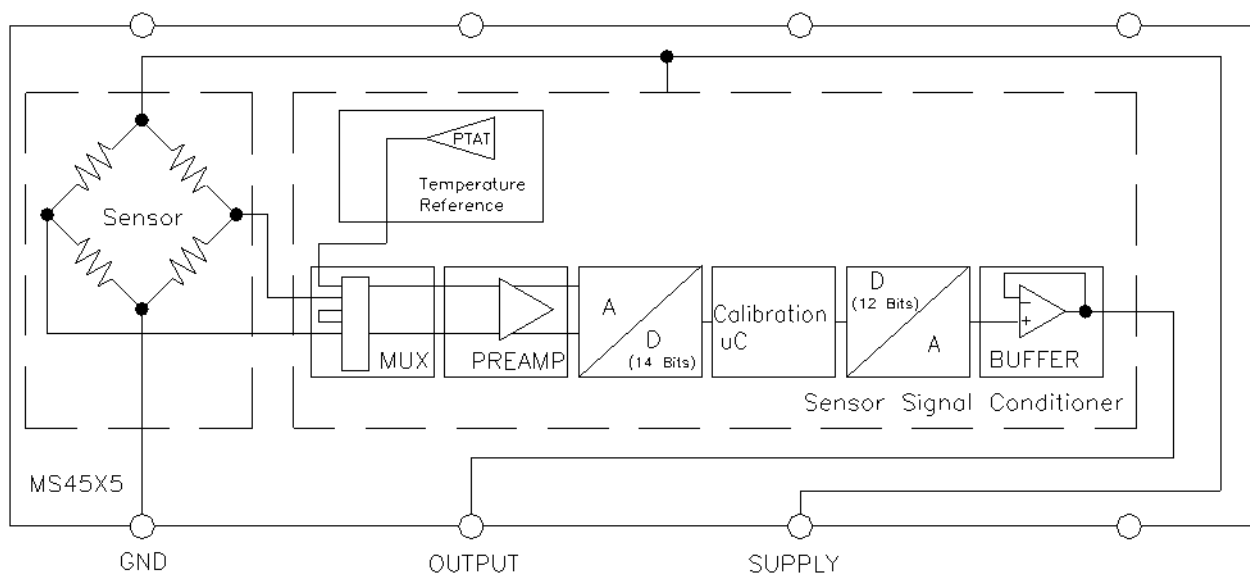 PTAT
Temperature
Reference
Sensor
A
D
(14 Bits)
Calibration
uC
D
(12 Bits)
A
-
+
MUX
PREAMP
BUFFER
Sensor Signal Conditioner
MS45X5
GND
OUTPUT
SUPPLY